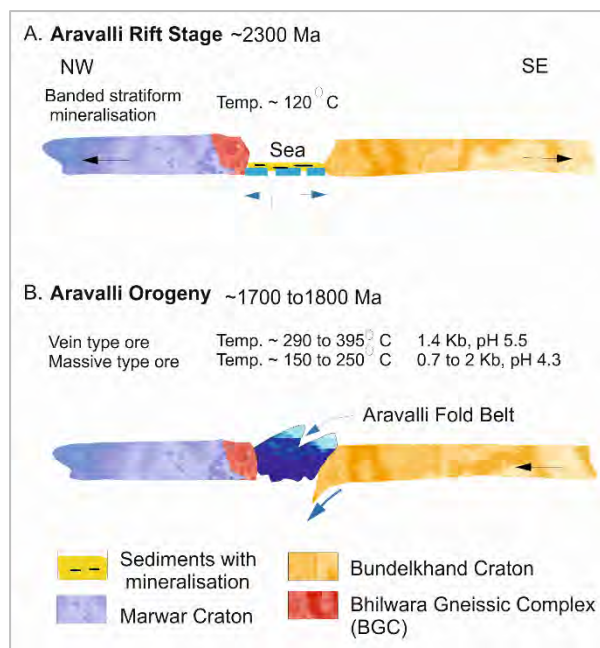 A. Aravalli Rift Stage ~2300 Ma
NW SE
Banded stratiform Temp. ~ 120 °C
mineralisation
Sea
B. Aravalli Orogeny ~1700 to1800 Ma
Vein type ore Temp. ~ 290 to 395° C 1.4 Kb, pH 5.5
Massive type ore Temp. ~ 150 to 250° C 0.7 to 2 Kb, pH 4.3
Aravalli Fold Belt
Sediments with
mineralisation
Marwar Craton
Bundelkhand Craton
Bhilwara Gneissic Complex
(BGC)